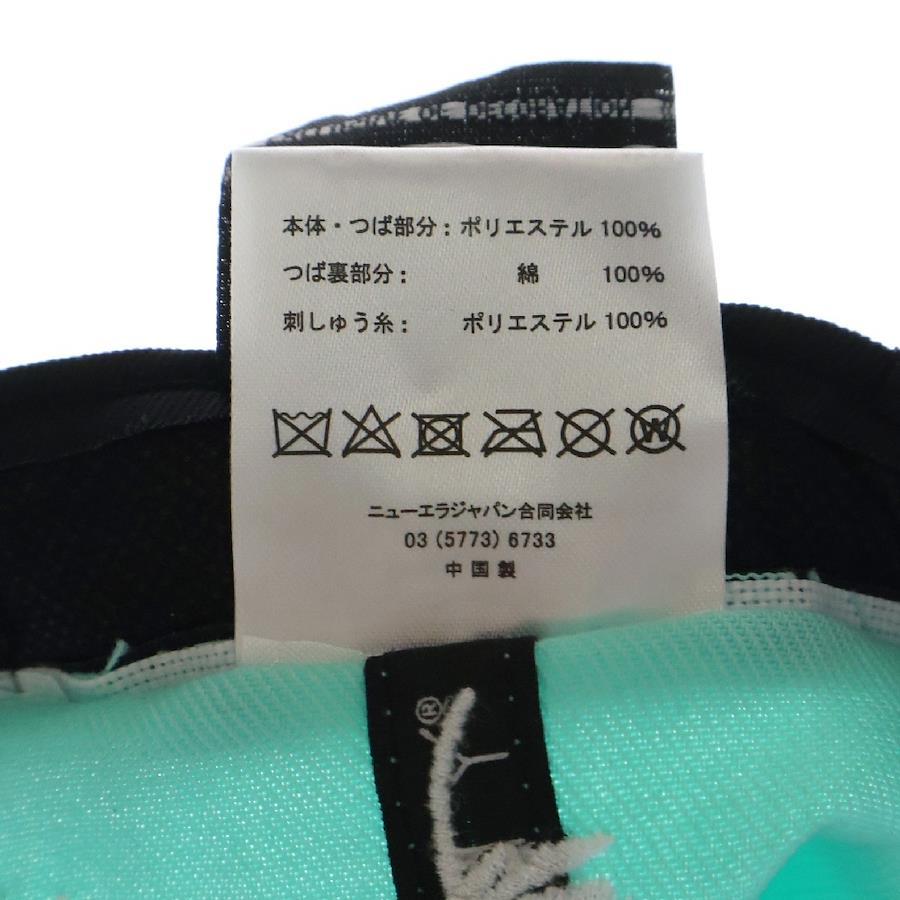 OF DECORATION
本体・つば部分: ポリエステル 100%
つば裏部分: 綿 100%
刺しゅう糸: ポリエステル 100%
W
ニューエラジャパン合同会社
03 (5773) 6733
中国製
®